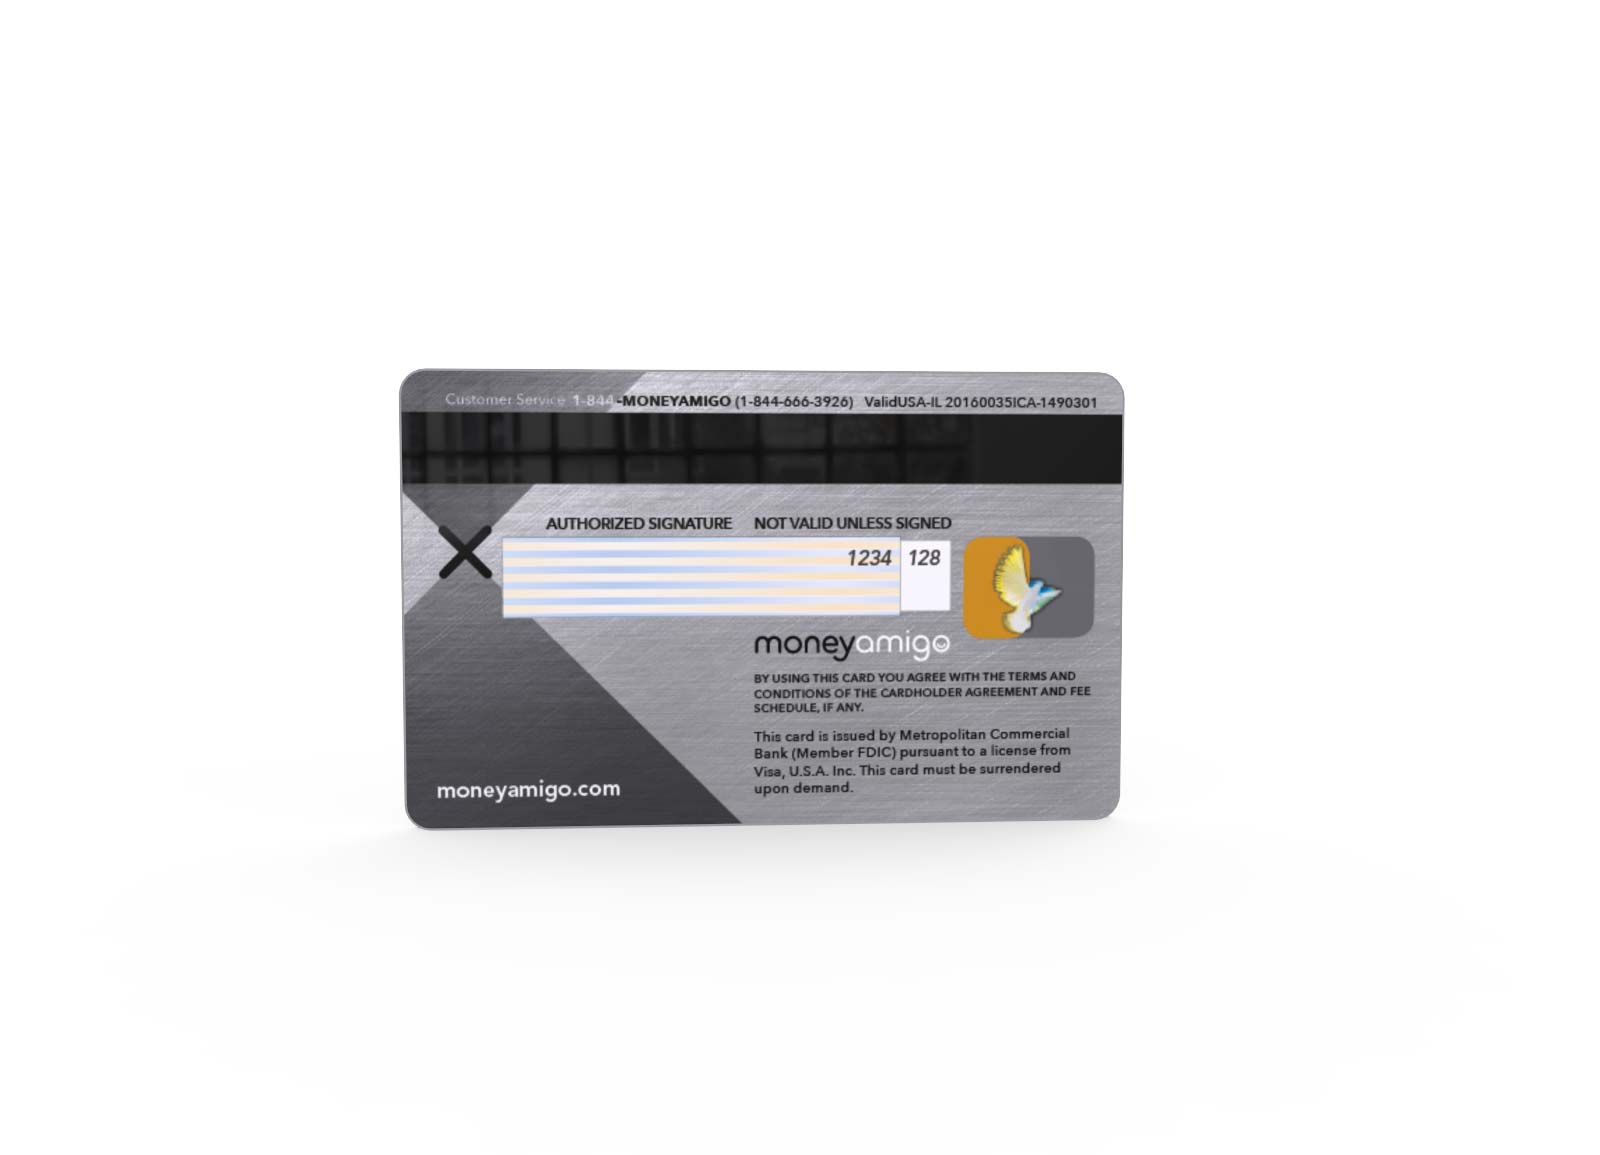 Customer Service 1-844-MONEYAMIGO (1-844-666-3926) ValidUSA-IL 20160035ICA-1490301
AUTHORIZED SIGNATURE NOT VALID UNLESS SIGNED
1234 128
moneyamigo
BY USING THIS CARD YOU AGREE WITH THE TERMS AND
CONDITIONS OF THE CARDHOLDER AGREEMENT AND FEE
SCHEDULE, IF ANY.
This card is issued by Metropolitan Commercial
Bank (Member FDIC) pursuant to a license from
Visa, U.S.A. Inc. This card must be surrendered
upon demand.
moneyamigo.com